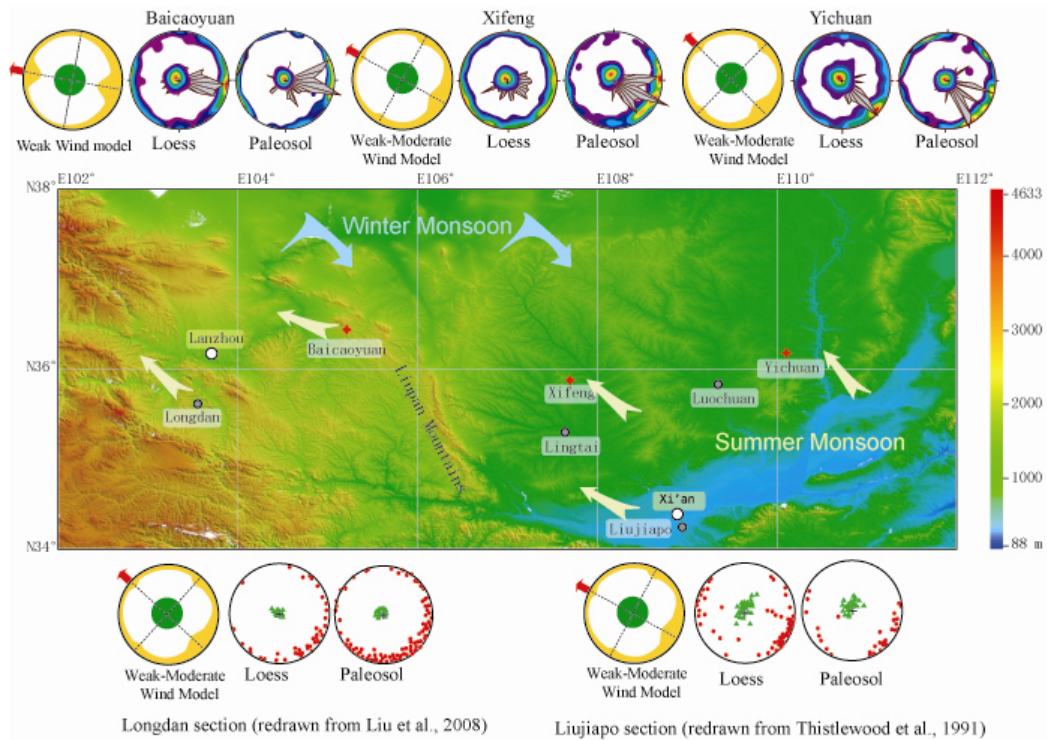 Baicaoyuan
Xifeng
Yichuan
Weak Wind model
Loess
Paleosol
Weak-Moderate
Wind Model
Loess
Paleosol
Weak-Moderate
Wind Model
Loess
Paleosol
E102°
E104°
E106°
E108°
E110°
E112°
N38°
N36°
N34°
Winter Monsoon
Lanzhou
Baicaoyuan
Longdan
Liupan Mountains
Xifeng
Lingtai
Luochuan
Yichuan
Summer Monsoon
Xi'an
Liujiapo
4633
4000
3000
2000
1000
88 m
Weak-Moderate
Wind Model
Loess
Paleosol
Weak-Moderate
Wind Model
Loess
Paleosol
Longdan section (redrawn from Liu et al., 2008)
Liujiapo section (redrawn from Thistlewood et al., 1991)